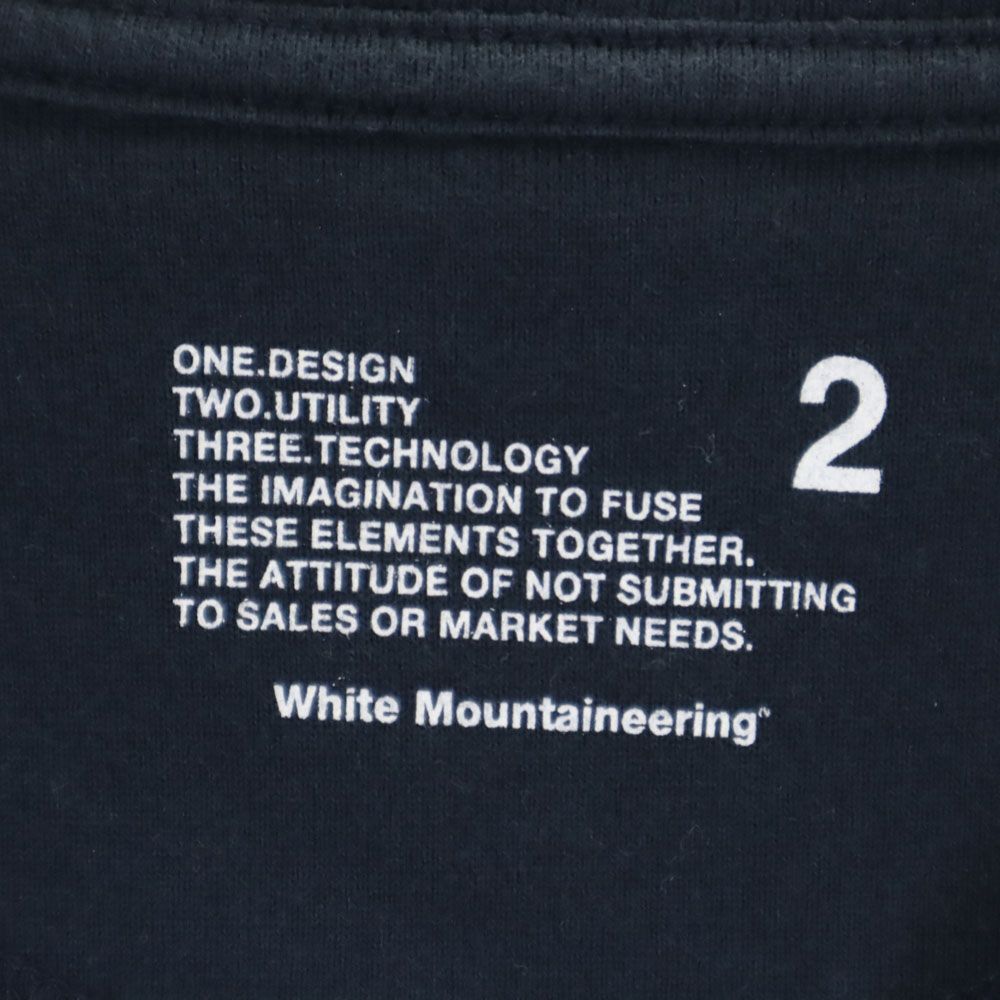 ONE.DESIGN
TWO.UTILITY
THREE.TECHNOLOGY
THE IMAGINATION TO FUSE
THESE ELEMENTS TOGETHER.
THE ATTITUDE OF NOT SUBMITTING
TO SALES OR MARKET NEEDS.
2
White Mountaineering™